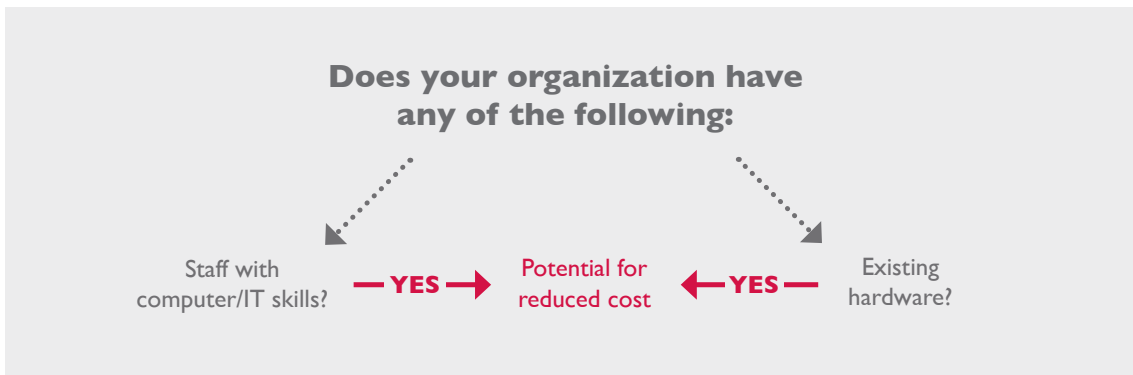 Does your organization have
any of the following:
Staff with
computer/IT skills?
YES
Potential for
reduced cost
YES
Existing
hardware?